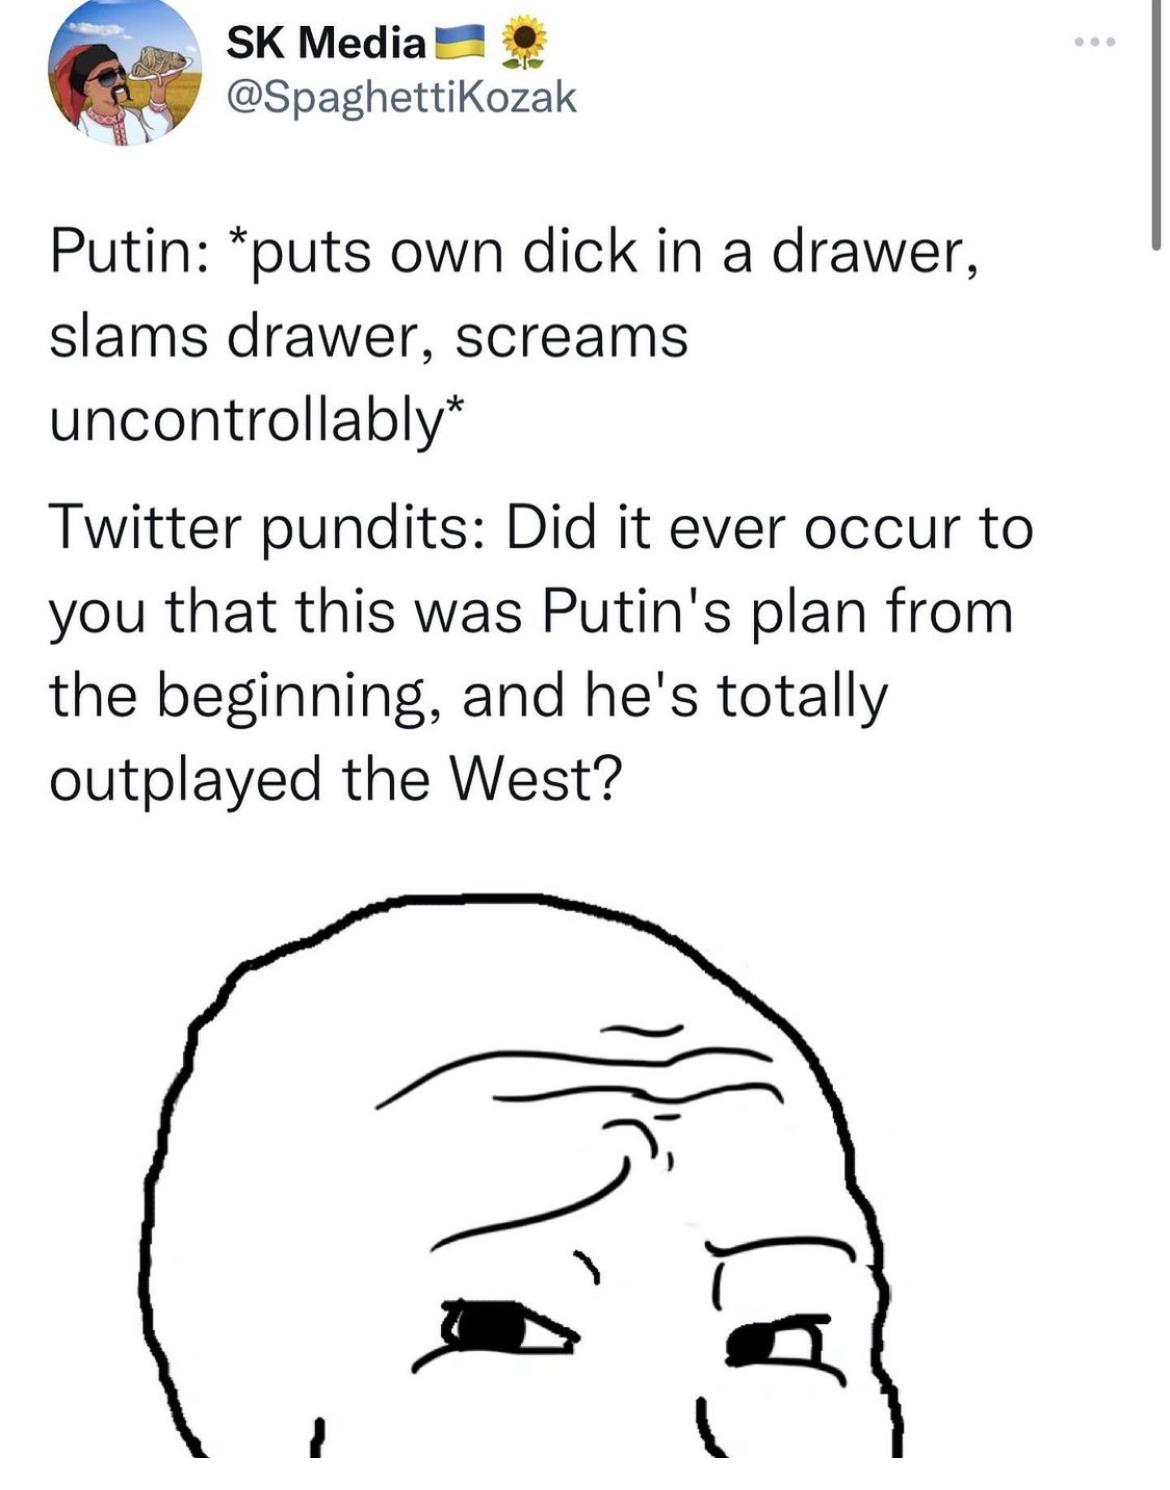 SK Media🇺🇦 🌻
@SpaghettiKozak
Putin: *puts own dick in a drawer,
slams drawer, screams
uncontrollably*
Twitter pundits: Did it ever occur to
you that this was Putin's plan from
the beginning, and he's totally
outplayed the West?